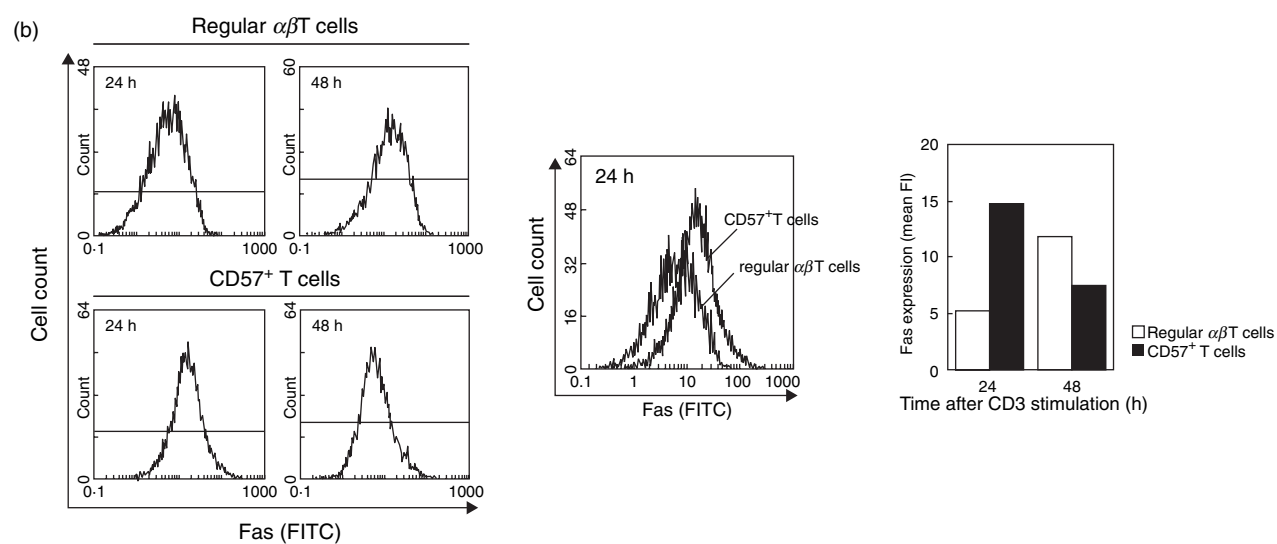 (b)
Regular αβT cells
48
24 h
Count
0
0·1
1000
60
48 h
Count
0
0·1
1000
CD57+ T cells
64
24 h
Count
0
0·1
1000
64
48 h
Count
0
0·1
1000
Cell count
Fas (FITC)
64
48
32
16
0
24 h
CD57+T cells
regular αβT cells
Cell count
0.1
1
10
100
1000
Fas (FITC)
20
15
10
5
0
Fas expression (mean FI)
24
48
Time after CD3 stimulation (h)
Regular αβT cells
CD57+ T cells